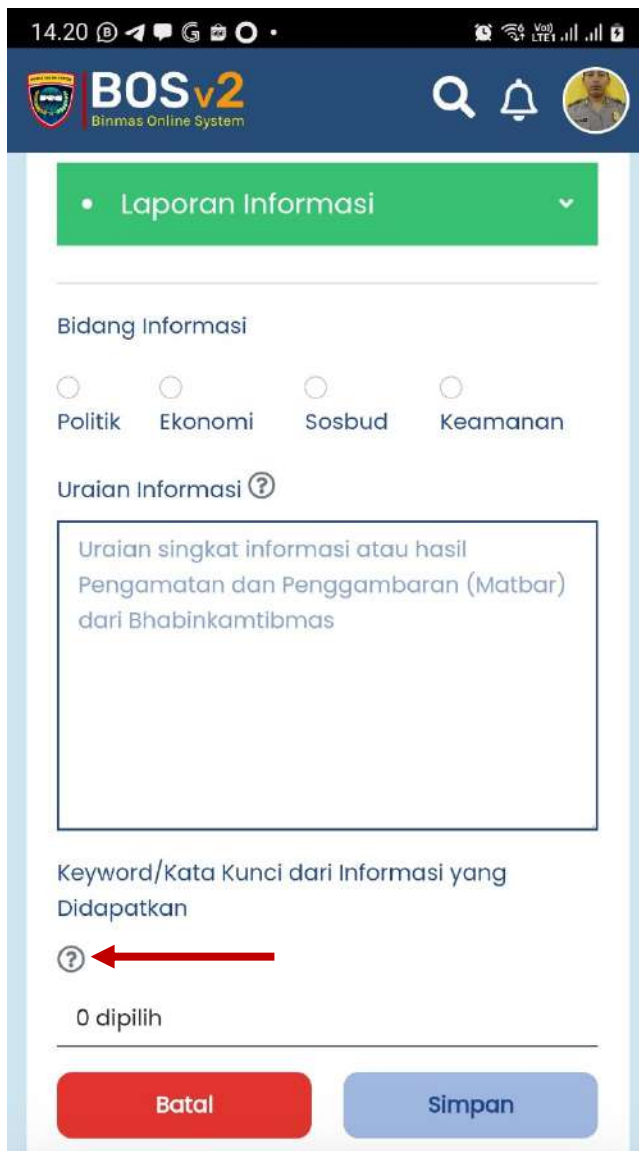 14.20
BOSv2
Binmas Online System
Laporan Informasi
Bidang Informasi
Politik Ekonomi Sosbud Keamanan
Uraian Informasi
Uraian singkat informasi atau hasil
Pengamatan dan Penggambaran (Matbar)
dari Bhabinkamtibmas
Keyword/Kata Kunci dari Informasi yang
Didapatkan
0 dipilih
Batal Simpan